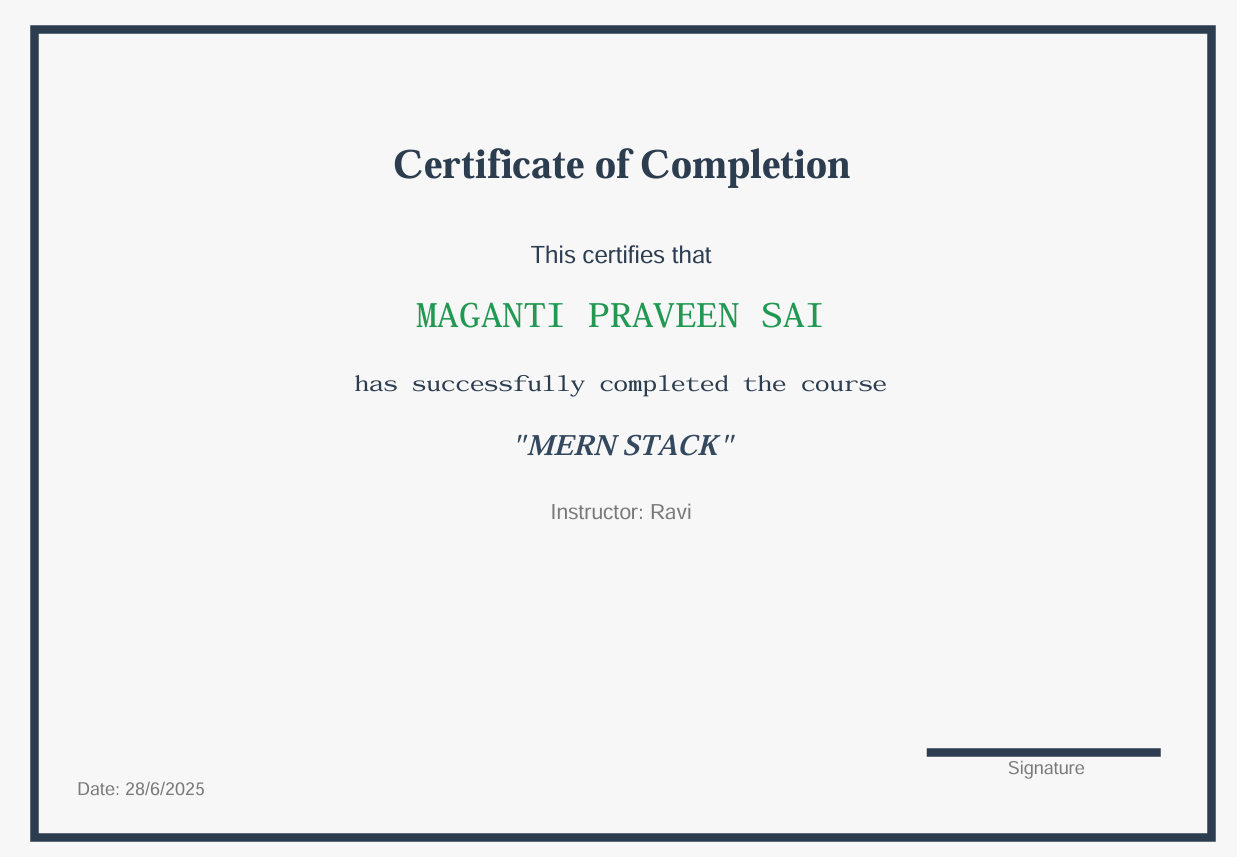 Certificate of Completion
This certifies that
MAGANTI PRAVEEN SAI
has successfully completed the course
"MERN STACK"
Instructor: Ravi
Signature
Date: 28/6/2025